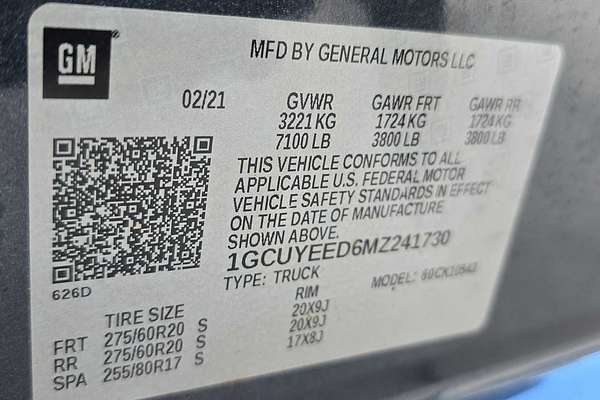 GM
MFD BY GENERAL MOTORS LLC
02/21 GVWR GAWR FRT GAWR RR
3221 KG 1724 KG 1724 KG
7100 LB 3800 LB 3800 LB
THIS VEHICLE CONFORMS TO ALL
APPLICABLE U.S. FEDERAL MOTOR
VEHICLE SAFETY STANDARDS IN EFFECT
ON THE DATE OF MANUFACTURE
SHOWN ABOVE.
1GCUYEED6MZ241730
626D TYPE: TRUCK MODEL:
TIRE SIZE RIM
FRT 275/60R20 S 20X9J
RR 275/60R20 S 20X9J
SPA 255/80R17 S 17X8J